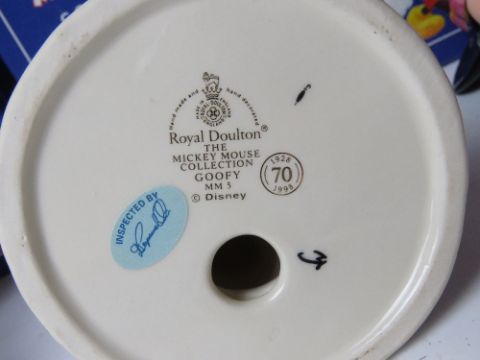 Hand made and hand decorated
Royal Doulton®
THE
MICKEY MOUSE
COLLECTION
GOOFY
MM 5
© Disney
1928
70
1998
INSPECTED BY